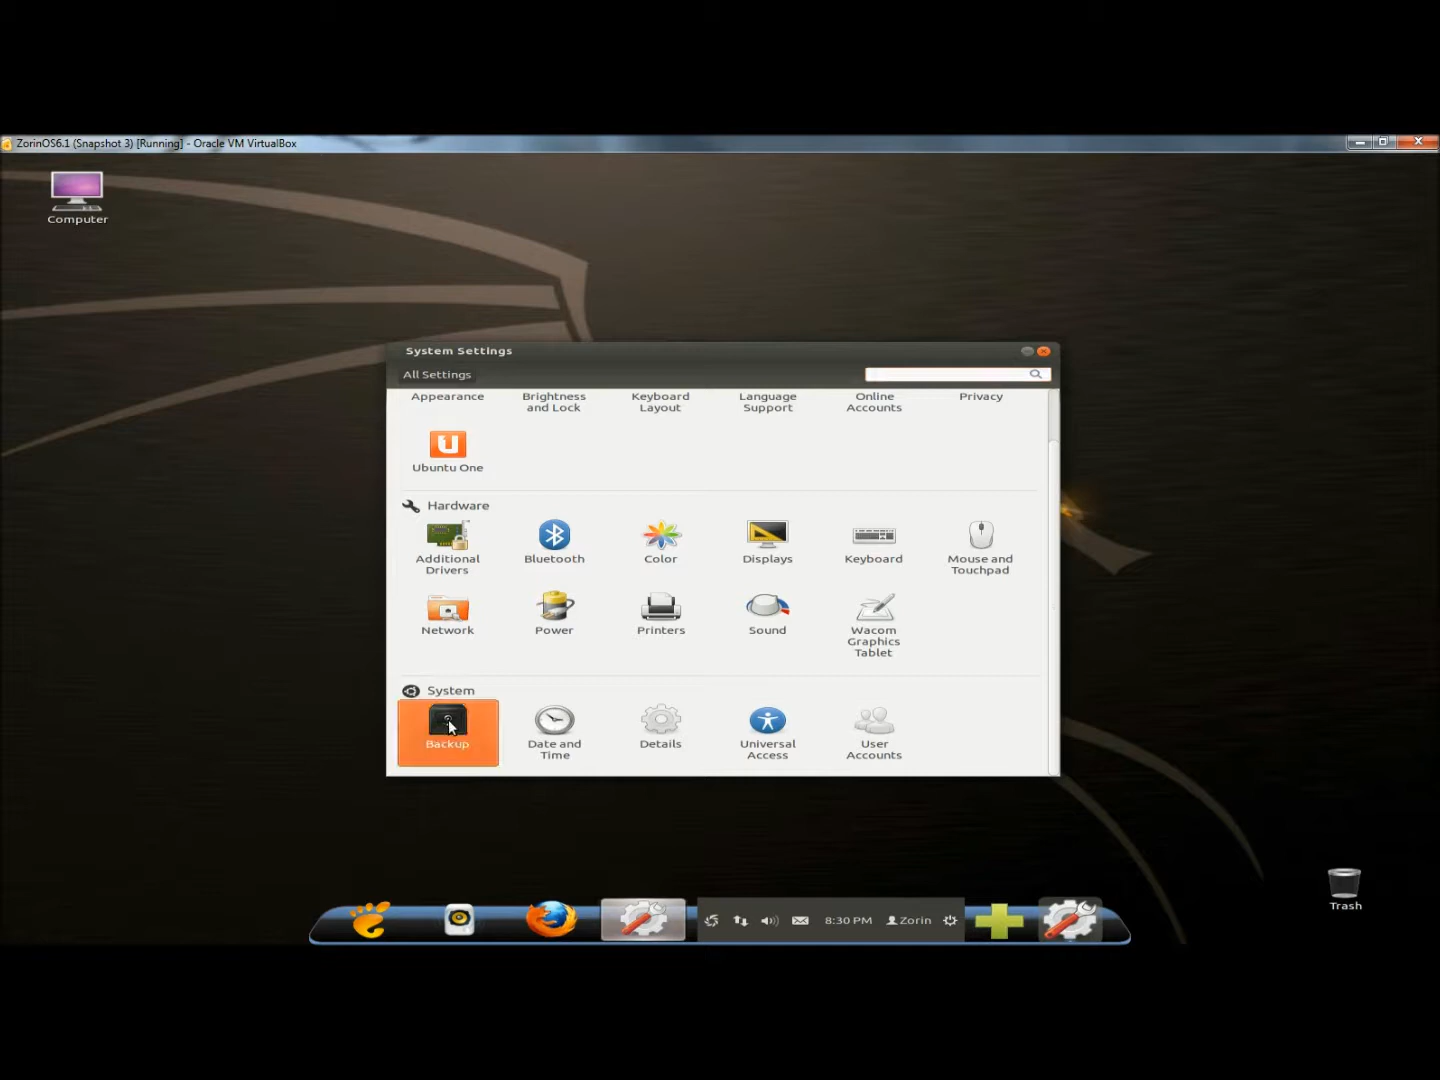 ZorinOS6.1 (Snapshot 3) [Running] - Oracle VM VirtualBox
Computer
System Settings
All Settings
Appearance
Brightness
and Lock
Keyboard
Layout
Language
Support
Online
Accounts
Privacy
Ubuntu One
Hardware
Additional
Drivers
Bluetooth
Color
Displays
Keyboard
Mouse and
Touchpad
Network
Power
Printers
Sound
Wacom
Graphics
Tablet
System
Backup
Date and
Time
Details
Universal
Access
User
Accounts
Trash
8:30 PM
Zorin